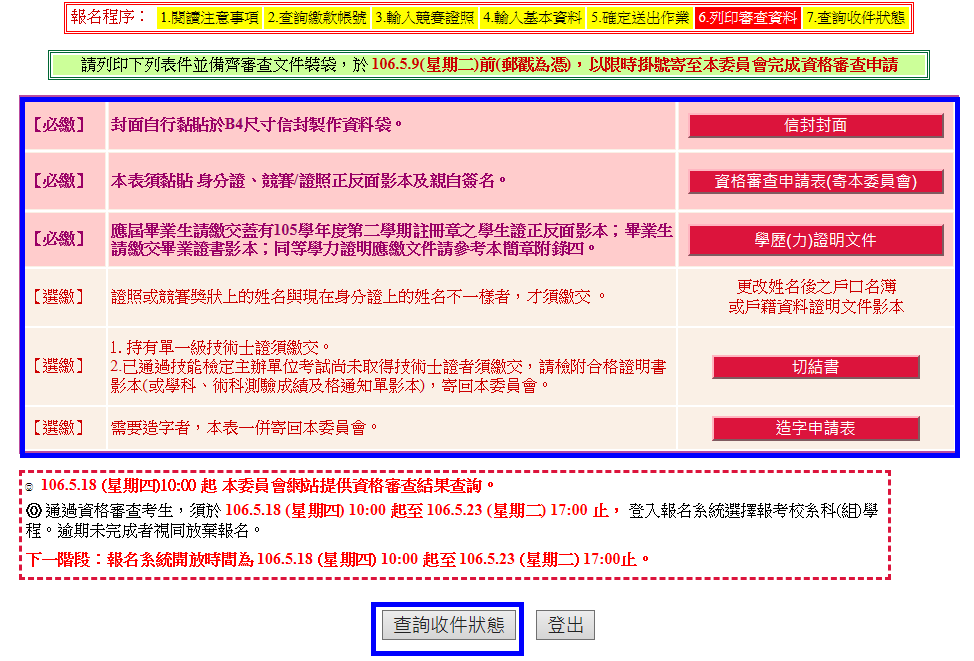 報名程序： 1.閱讀注意事項 2.查詢繳款帳號 3.輸入競賽證照 4.輸入基本資料 5.確定送出作業 6.列印審查資料 7.查詢收件狀態
請列印下列表件並備齊審查文件裝袋，於 106.5.9(星期二)前(郵戳為憑)，以限時掛號寄至本委員會完成資格審查申請
【必繳】 封面自行黏貼於B4尺寸信封製作資料袋。 信封封面
【必繳】 本表須黏貼 身分證、競賽/證照正反面影本及親自簽名。 資格審查申請表(寄本委員會)
【必繳】 應屆畢業生請繳交蓋有105學年度第二學期註冊章之學生證正反面影本；畢業生
請繳交畢業證書影本；同等學力證明應繳文件請參考本簡章附錄四。
學歷(力)證明文件
【選繳】 證照或競賽獎狀上的姓名與現在身分證上的姓名不一樣者，才須繳交 。
更改姓名後之戶口名簿
或戶籍資料證明文件影本
【選繳】
1. 持有單一級技術士證須繳交。
2.已通過技能檢定主辦單位考試尚未取得技術士證者須繳交，請檢附合格證明書
影本(或學科、術科測驗成績及格通知單影本)，寄回本委員會。
切結書
【選繳】 需要造字者，本表一併寄回本委員會。 造字申請表
☺ 106.5.18 (星期四)10:00 起 本委員會網站提供資格審查結果查詢。
◎ 通過資格審查考生，須於 106.5.18 (星期四) 10:00 起至 106.5.23 (星期二) 17:00 止， 登入報名系統選擇報考校系科(組)學
程。逾期未完成者視同放棄報名。
下一階段：報名系統開放時間為 106.5.18 (星期四) 10:00 起至 106.5.23 (星期二) 17:00止。
查詢收件狀態 登出